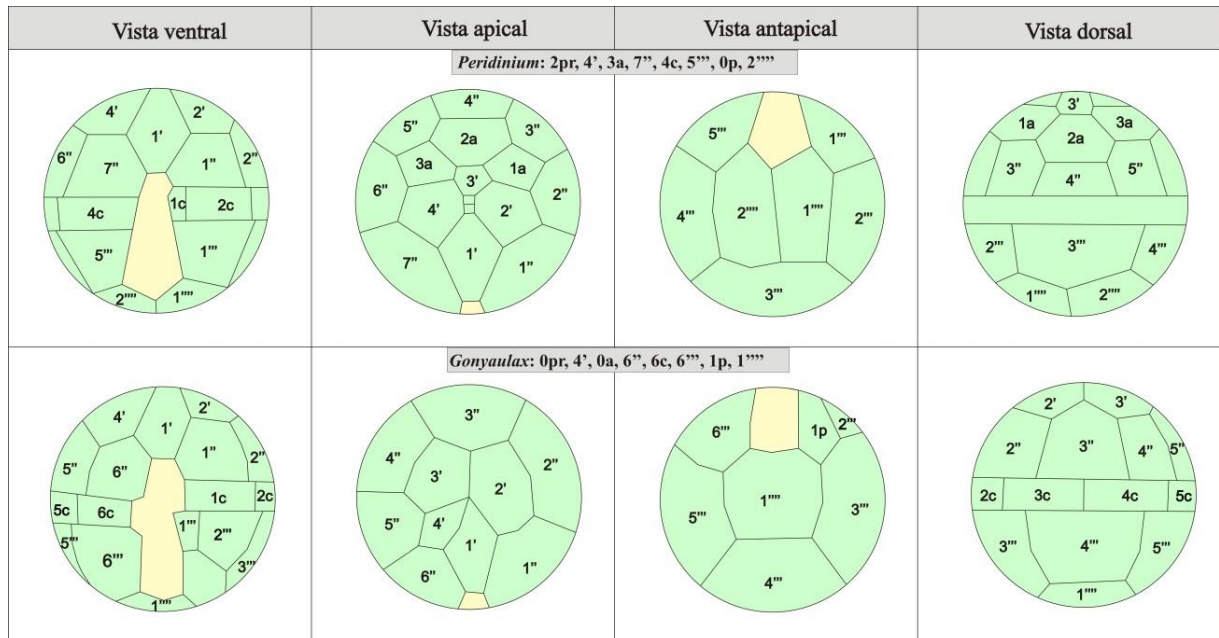 Vista ventral
Vista apical
Vista antapical
Vista dorsal
Peridinium: 2pr, 4', 3a, 7'', 4c, 5''', 0p, 2''''
4' 2'
1'
6'' 7'' 1'' 2''
4c 1c 2c
5''' 1'''
2'''' 1''''
4''
5'' 3''
2a
3a 1a
3'
6'' 2''
4' 2'
1'
7'' 1''
5''' 1'''
4''' 2'''' 1'''' 2'''
3'''
3'
1a 3a
2a
3'' 4'' 5''
2''' 3''' 4'''
1'''' 2''''
Gonyaulax: 0pr, 4', 0a, 6'', 6c, 6''', 1p, 1''''
4' 2'
1'
5'' 6'' 1'' 2''
5c 6c 1c 2c
5''' 1''' 2'''
6''' 3'''
1''''
3''
4'' 2''
3' 2'
5'' 4'
1'
6'' 1''
6''' 1p 2'''
1''''
5''' 3'''
4'''
2' 3'
2'' 3'' 4'' 5''
2c 3c 4c 5c
3''' 4''' 5'''
1''''